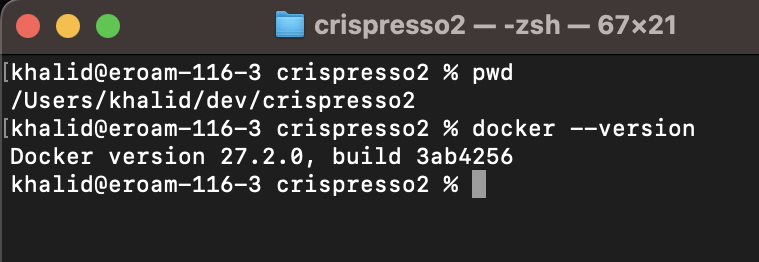 crispresso2 — -zsh — 67×21
[khalid@eroam-116-3 crispresso2 % pwd
/Users/khalid/dev/crispresso2
[khalid@eroam-116-3 crispresso2 % docker --version
Docker version 27.2.0, build 3ab4256
khalid@eroam-116-3 crispresso2 %